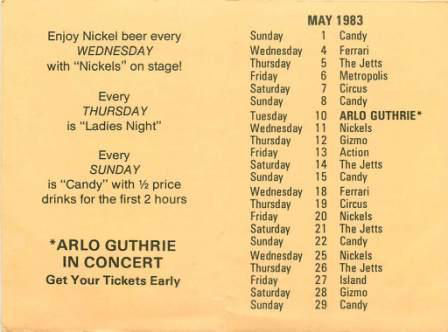 Enjoy Nickel beer every
WEDNESDAY
with "Nickels" on stage!
Every
THURSDAY
is "Ladies Night"
Every
SUNDAY
is "Candy" with ½ price
drinks for the first 2 hours
*ARLO GUTHRIE
IN CONCERT
Get Your Tickets Early
MAY 1983
Sunday 1 Candy
Wednesday 4 Ferrari
Thursday 5 The Jetts
Friday 6 Metropolis
Saturday 7 Circus
Sunday 8 Candy
Tuesday 10 ARLO GUTHRIE*
Wednesday 11 Nickels
Thursday 12 Gizmo
Friday 13 Action
Saturday 14 The Jetts
Sunday 15 Candy
Wednesday 18 Ferrari
Thursday 19 Circus
Friday 20 Nickels
Saturday 21 The Jetts
Sunday 22 Candy
Wednesday 25 Nickels
Thursday 26 The Jetts
Friday 27 Island
Saturday 28 Gizmo
Sunday 29 Candy